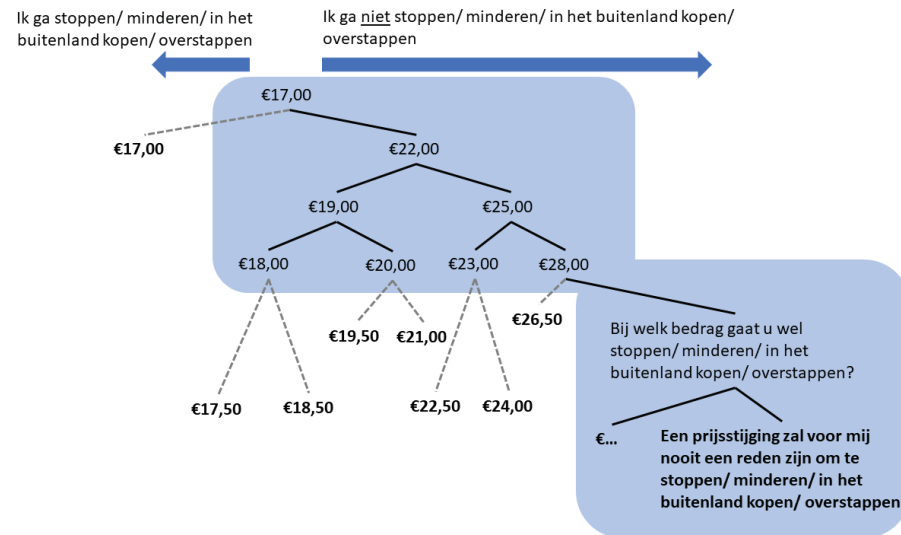 Ik ga stoppen/ minderen/ in het
buitenland kopen/ overstappen
Ik ga niet stoppen/ minderen/ in het buitenland kopen/
overstappen
€17,00
€17,00
€22,00
€19,00
€25,00
€18,00
€20,00
€23,00
€28,00
€19,50
€21,00
€26,50
€17,50
€18,50
€22,50
€24,00
Bij welk bedrag gaat u wel
stoppen/ minderen/ in het
buitenland kopen/ overstappen?
€...
Een prijsstijging zal voor mij
nooit een reden zijn om te
stoppen/ minderen/ in het
buitenland kopen/ overstappen